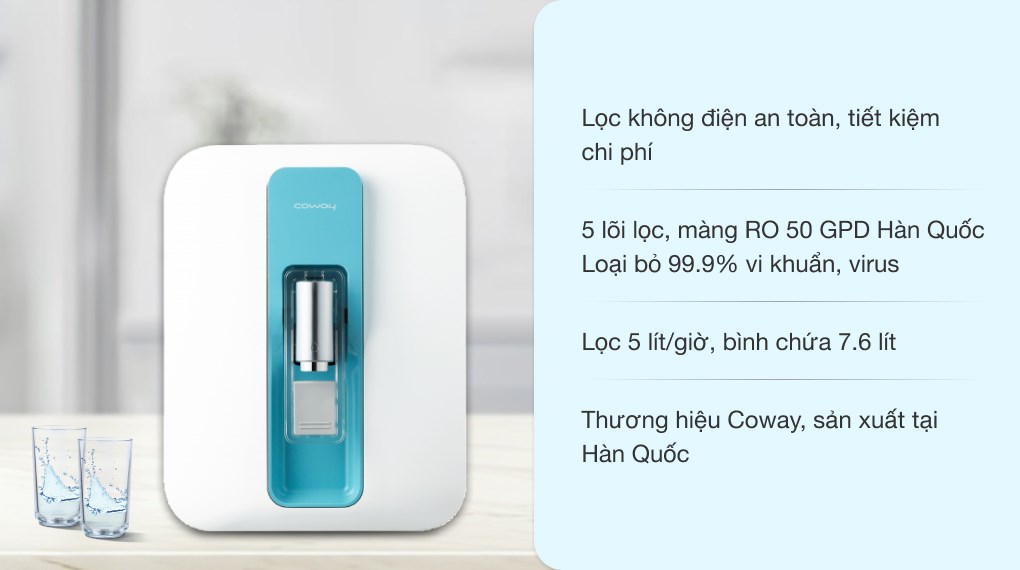 coway
Lọc không điện an toàn, tiết kiệm
chi phí
5 lõi lọc, màng RO 50 GPD Hàn Quốc
Loại bỏ 99.9% vi khuẩn, virus
Lọc 5 lít/giờ, bình chứa 7.6 lít
Thương hiệu Coway, sản xuất tại
Hàn Quốc